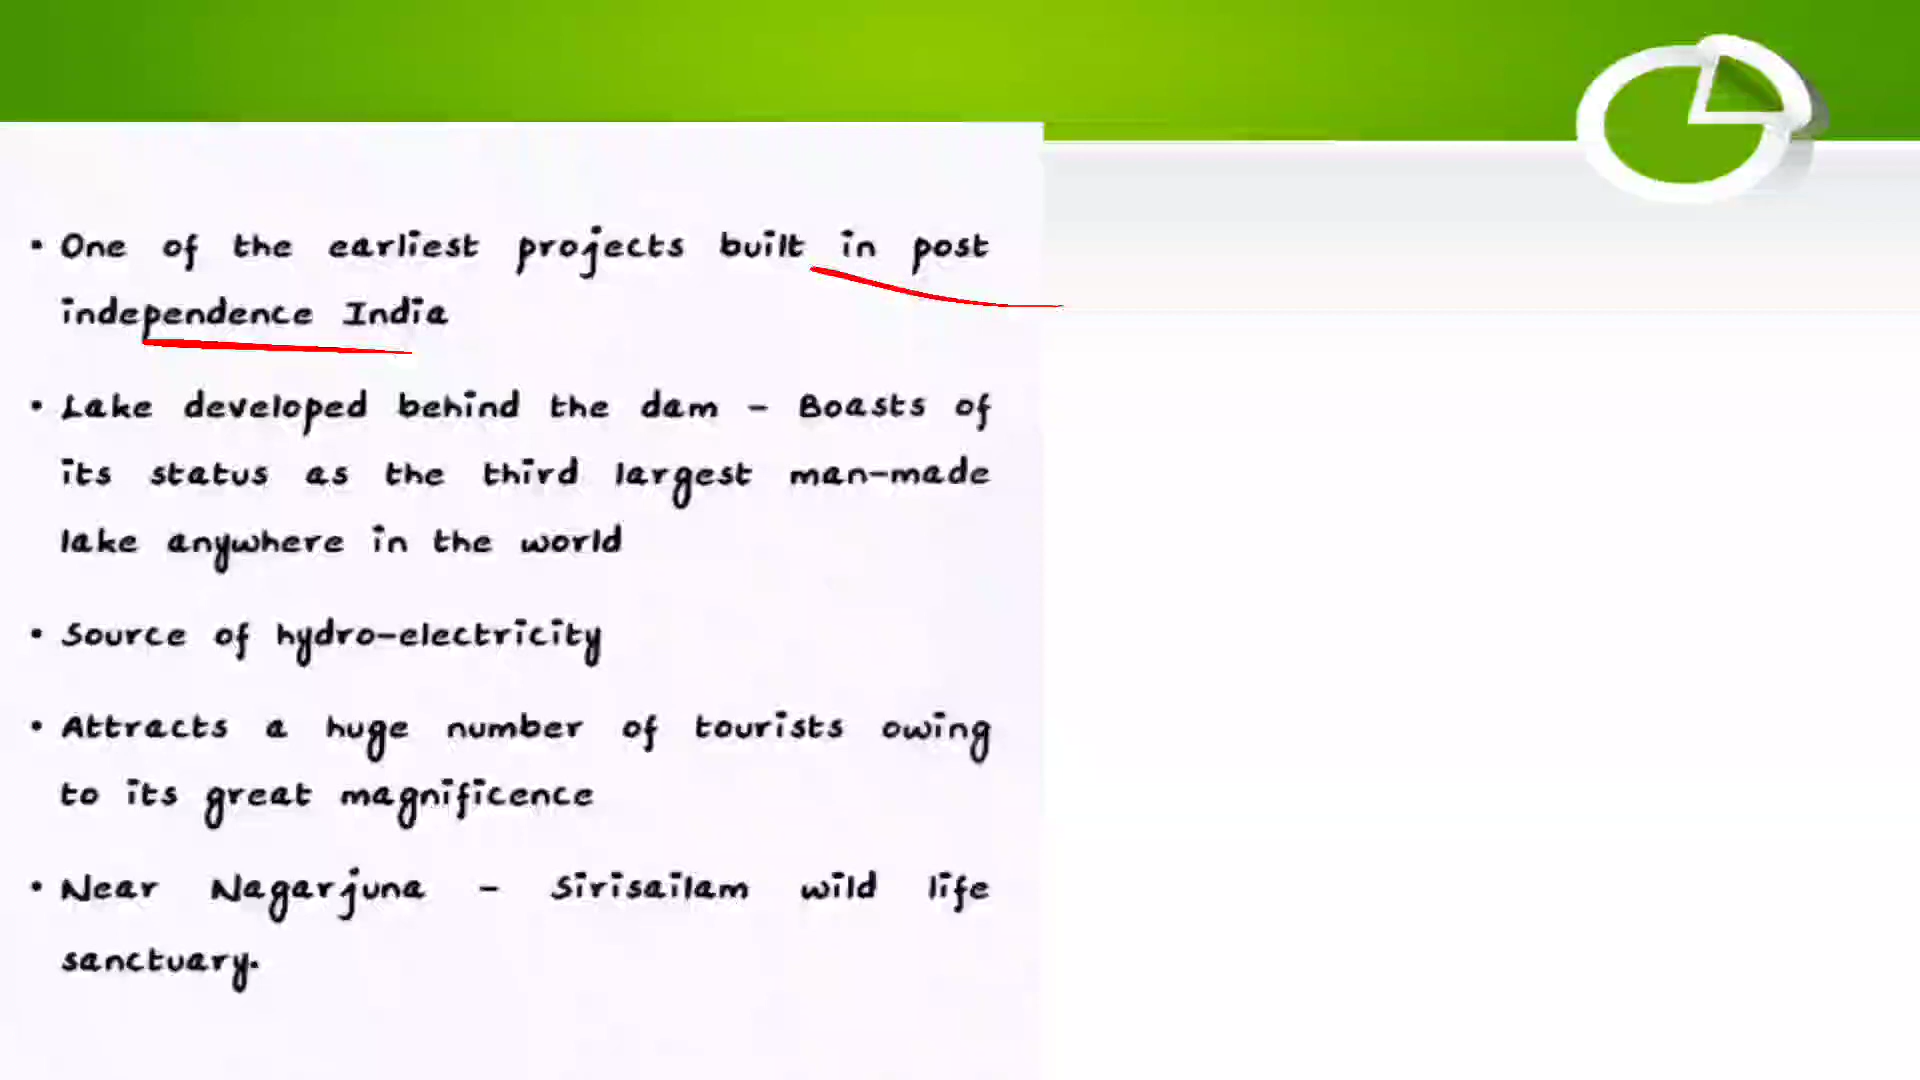 • One of the earliest projects built in post
independence India
• Lake developed behind the dam - Boasts of
its status as the third largest man-made
lake anywhere in the world
• Source of hydro-electricity
• Attracts a huge number of tourists owing
to its great magnificence
• Near Nagarjuna - Sirisailam wild life
sanctuary.